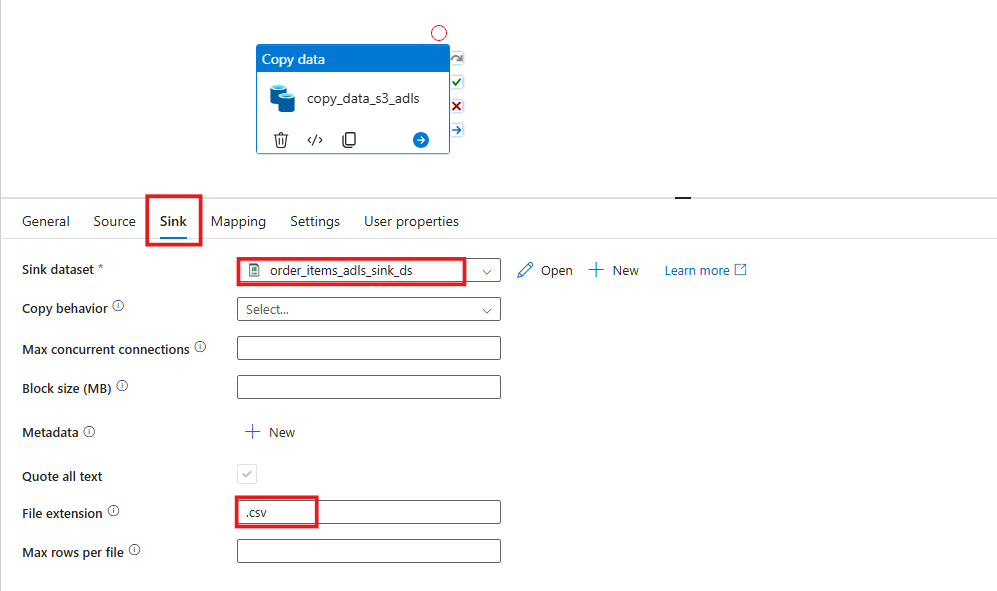 Copy data
copy_data_s3_adls
General Source Sink Mapping Settings User properties
Sink dataset * order_items_adls_sink_ds Open New Learn more
Copy behavior Select...
Max concurrent connections
Block size (MB)
Metadata New
Quote all text
File extension .csv
Max rows per file